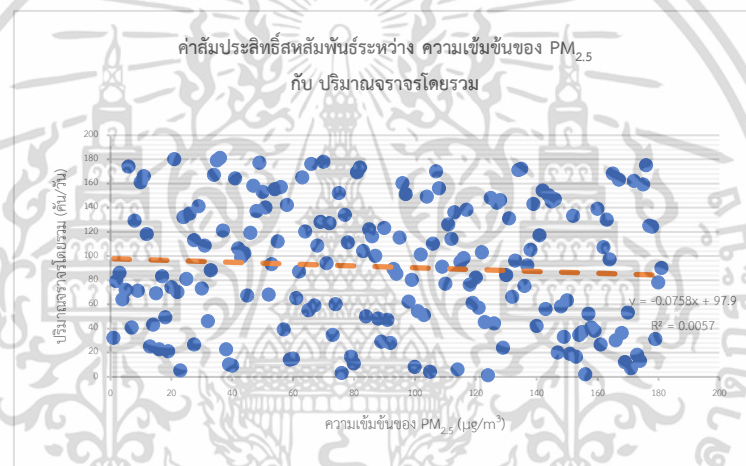 ค่าสัมประสิทธิ์สหสัมพันธ์ระหว่าง ความเข้มข้นของ PM2.5
กับ ปริมาณจราจรโดยรวม
ปริมาณจราจรโดยรวม (คัน/วัน)
200
180
160
140
120
100
80
60
40
20
0
0 20 40 60 80 100 120 140 160 180 200
y = -0.0758x + 97.9
R² = 0.0057
ความเข้มข้นของ PM2.5 (µg/m³)